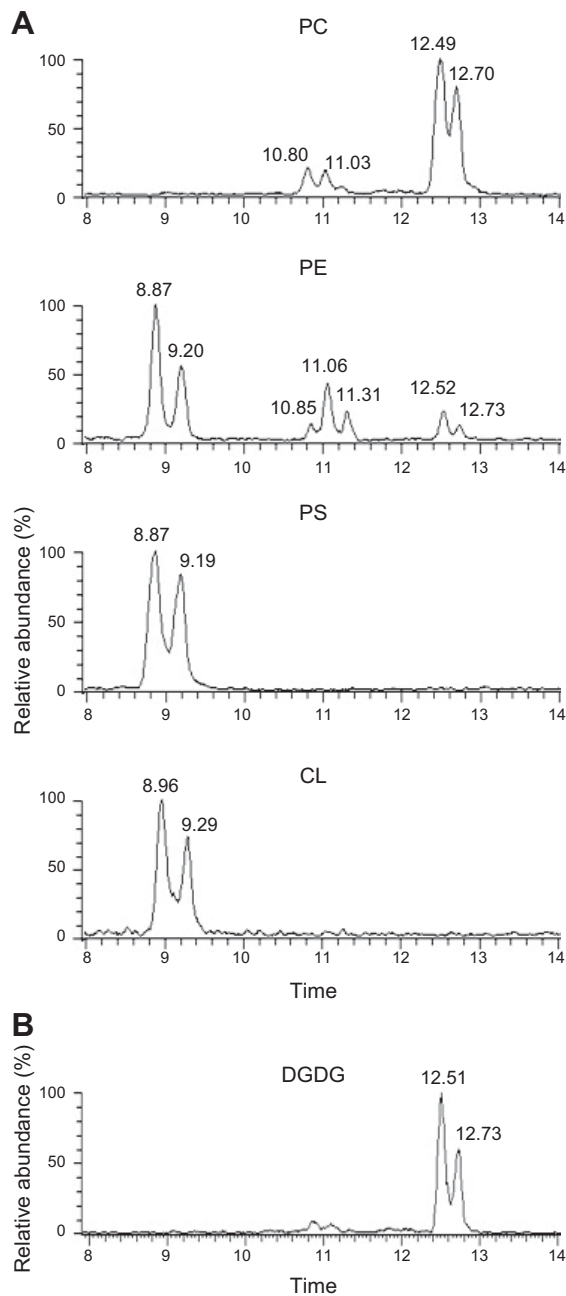 A
PC
12.49
12.70
10.80
11.03
100
50
0
8 9 10 11 12 13 14
PE
8.87
9.20
11.06
10.85
11.31
12.52
12.73
100
50
0
8 9 10 11 12 13 14
PS
8.87
9.19
100
50
0
8 9 10 11 12 13 14
Relative abundance (%)
CL
8.96
9.29
100
50
0
8 9 10 11 12 13 14
Time
B
DGDG
12.51
12.73
100
50
0
8 9 10 11 12 13 14
Relative abundance (%)
Time